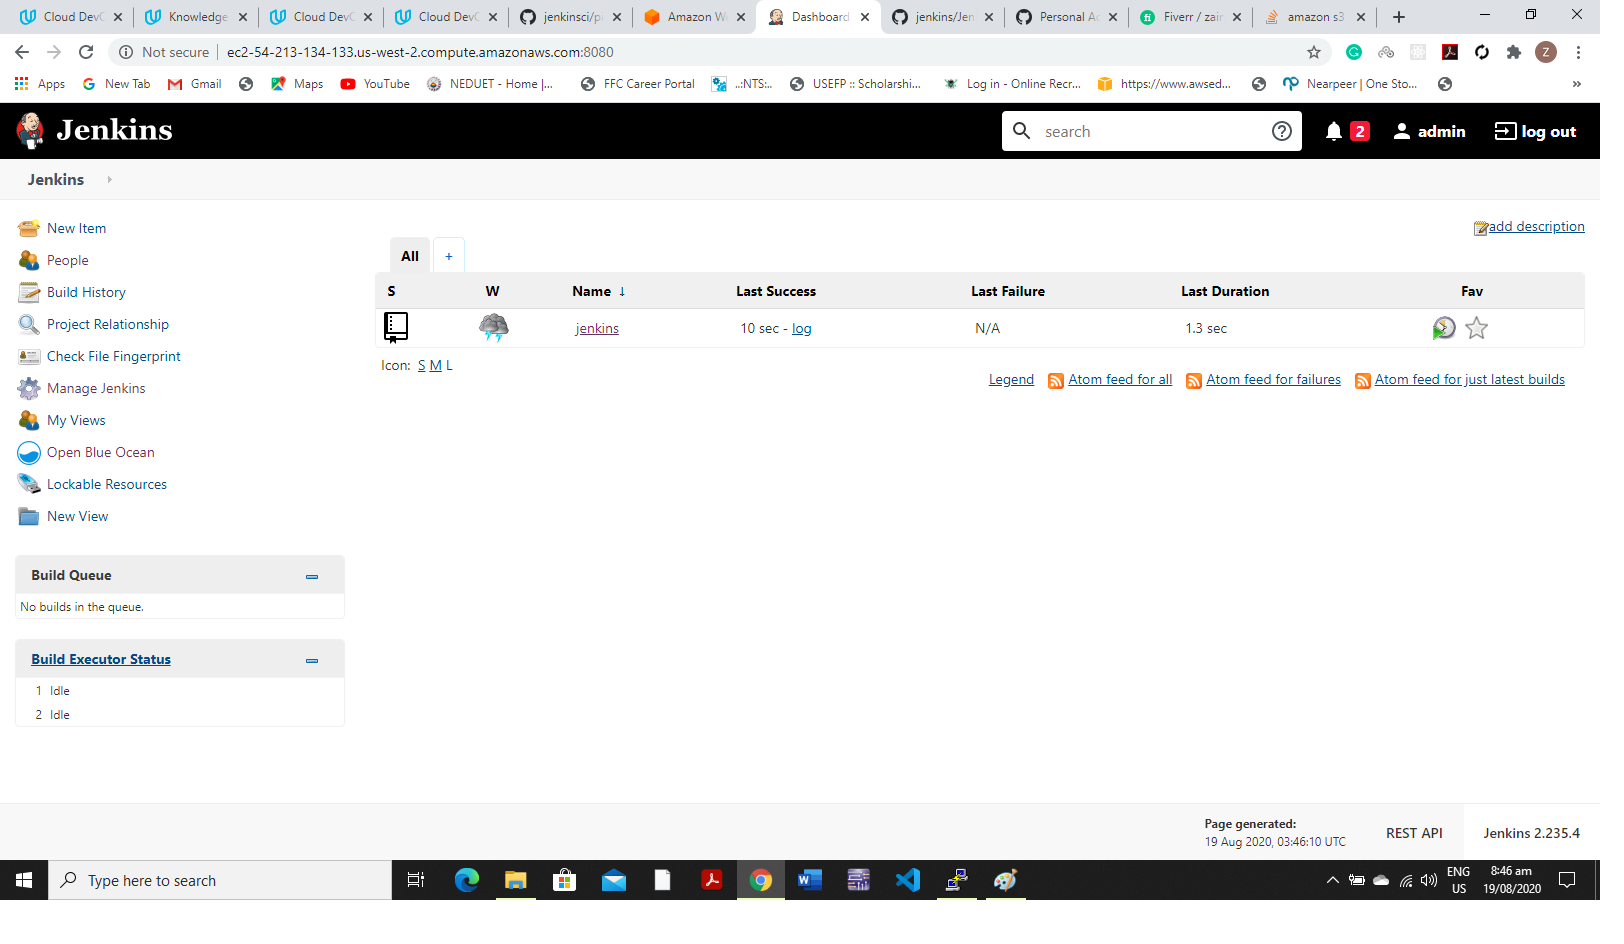 Cloud DevO
Knowledge
Cloud DevO
Cloud DevO
jenkinsci/pi
Amazon W
Dashboard
jenkins/Jen
Personal Ac
Fiverr / zain
amazon s3
Not secure
ec2-54-213-134-133.us-west-2.compute.amazonaws.com:8080
Z
Apps
New Tab
Gmail
Maps
YouTube
NEDUET - Home |...
FFC Career Portal
..:NTS:..
USEFP :: Scholarshi...
Log in - Online Recr...
https://www.awsed...
Nearpeer | One Sto...
»
Jenkins
search
2
admin
log out
Jenkins
New Item
People
Build History
Project Relationship
Check File Fingerprint
Manage Jenkins
My Views
Open Blue Ocean
Lockable Resources
New View
Build Queue
No builds in the queue.
Build Executor Status
1 Idle
2 Idle
add description
All +
S W Name ↓ Last Success Last Failure Last Duration Fav
jenkins 10 sec - log N/A 1.3 sec
Icon: S M L
Legend Atom feed for all Atom feed for failures Atom feed for just latest builds
Page generated:
19 Aug 2020, 03:46:10 UTC
REST API
Jenkins 2.235.4
Type here to search
ENG
US
8:46 am
19/08/2020